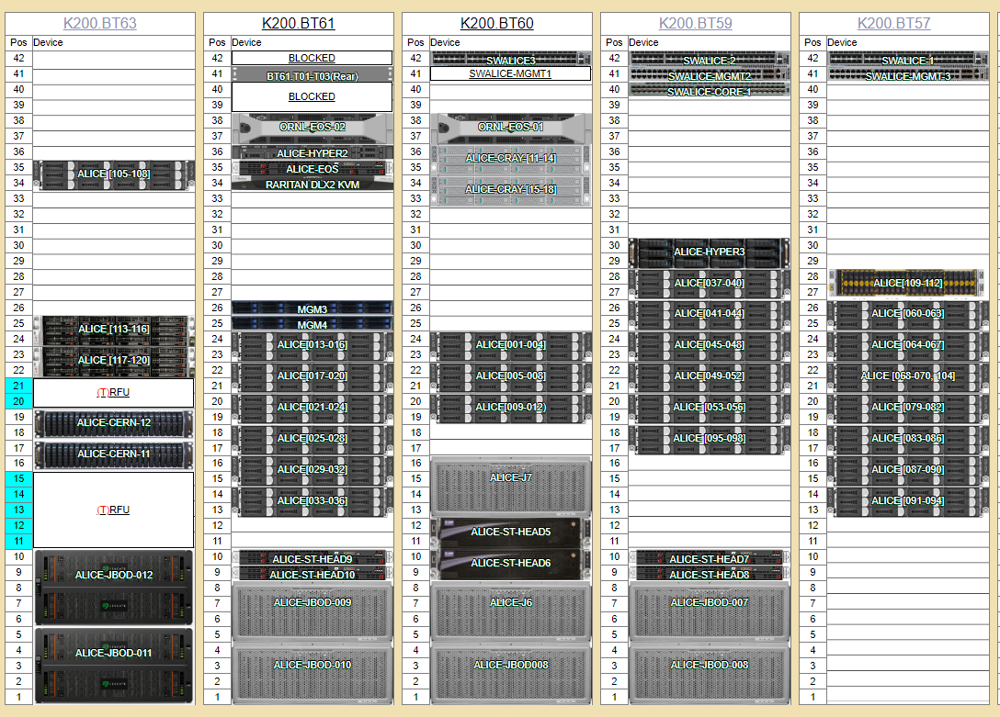 K200.BT63
Pos Device
42
41
40
39
38
37
36
35
34
33
32
31
30
29
28
27
26
25
24
23
22
21
20
19
18
17
16
15
14
13
12
11
10
9
8
7
6
5
4
3
2
1
ALICE [105-108]
ALICE [113-116]
ALICE [117-120]
(T)RFU
ALICE-CERN-12
ALICE-CERN-11
(T)RFU
ALICE-JBOD-012
ALICE-JBOD-011
K200.BT61
Pos Device
42
41
40
39
38
37
36
35
34
33
32
31
30
29
28
27
26
25
24
23
22
21
20
19
18
17
16
15
14
13
12
11
10
9
8
7
6
5
4
3
2
1
BLOCKED
BT61.T01-T03(Rear)
BLOCKED
ORNL-EOS-02
ALICE-HYPER2
ALICE-EOS
RARITAN DLX2 KVM
MGM3
MGM4
ALICE[013-016]
ALICE[017-020]
ALICE[021-024]
ALICE[025-028]
ALICE[029-032]
ALICE[033-036]
ALICE-ST-HEAD9
ALICE-ST-HEAD10
ALICE-JBOD-009
ALICE-JBOD-010
K200.BT60
Pos Device
42
41
40
39
38
37
36
35
34
33
32
31
30
29
28
27
26
25
24
23
22
21
20
19
18
17
16
15
14
13
12
11
10
9
8
7
6
5
4
3
2
1
SWALICE3
SWALICE-MGMT1
ORNL-EOS-01
ALICE-CRAY-[11-14]
ALICE-CRAY-[15-18]
ALICE[001-004]
ALICE[005-008]
ALICE[009-012)
ALICE-J7
ALICE-ST-HEAD5
ALICE-ST-HEAD6
ALICE-J6
ALICE-JBOD008
K200.BT59
Pos Device
42
41
40
39
38
37
36
35
34
33
32
31
30
29
28
27
26
25
24
23
22
21
20
19
18
17
16
15
14
13
12
11
10
9
8
7
6
5
4
3
2
1
SWALICE-2
SWALICE-MGMT2
SWALICE-CORE-1
ALICE-HYPER3
ALICE[037-040]
ALICE[041-044]
ALICE[045-048]
ALICE[049-052]
ALICE [053-056]
ALICE [095-098]
ALICE-ST-HEAD7
ALICE-ST-HEAD8
ALICE-JBOD-007
ALICE-JBOD-008
K200.BT57
Pos Device
42
41
40
39
38
37
36
35
34
33
32
31
30
29
28
27
26
25
24
23
22
21
20
19
18
17
16
15
14
13
12
11
10
9
8
7
6
5
4
3
2
1
SWALICE-1
SWALICE-MGMT-3
ALICE[109-112]
ALICE[060-063]
ALICE[064-067]
ALICE [068-070, 104]
ALICE[079-082]
ALICE[083-086]
ALICE[087-090]
ALICE[091-094]